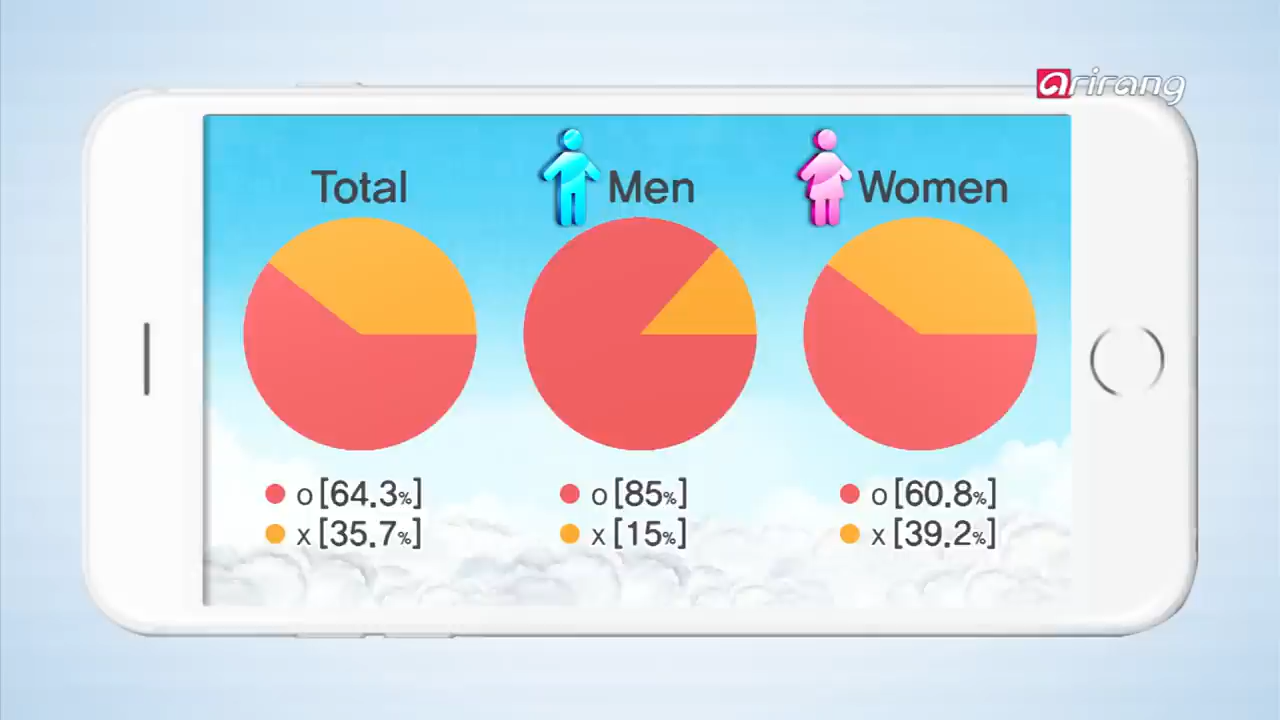 arirang
Total
Men
Women
o [64.3%]
x [35.7%]
o [85%]
x [15%]
o [60.8%]
x [39.2%]